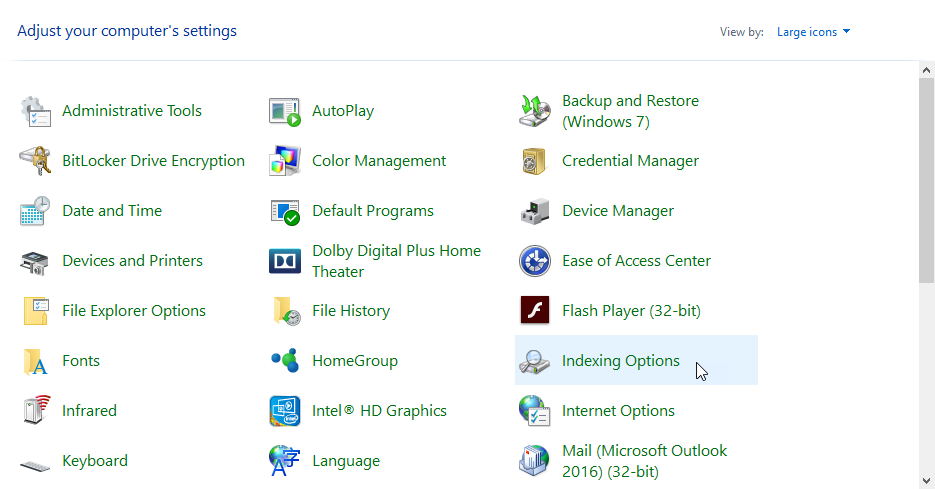 Adjust your computer's settings
View by: Large icons
Administrative Tools
AutoPlay
Backup and Restore
(Windows 7)
BitLocker Drive Encryption
Color Management
Credential Manager
Date and Time
Default Programs
Device Manager
Devices and Printers
Dolby Digital Plus Home
Theater
Ease of Access Center
File Explorer Options
File History
Flash Player (32-bit)
Fonts
HomeGroup
Indexing Options
Infrared
Intel® HD Graphics
Internet Options
Keyboard
Language
Mail (Microsoft Outlook
2016) (32-bit)